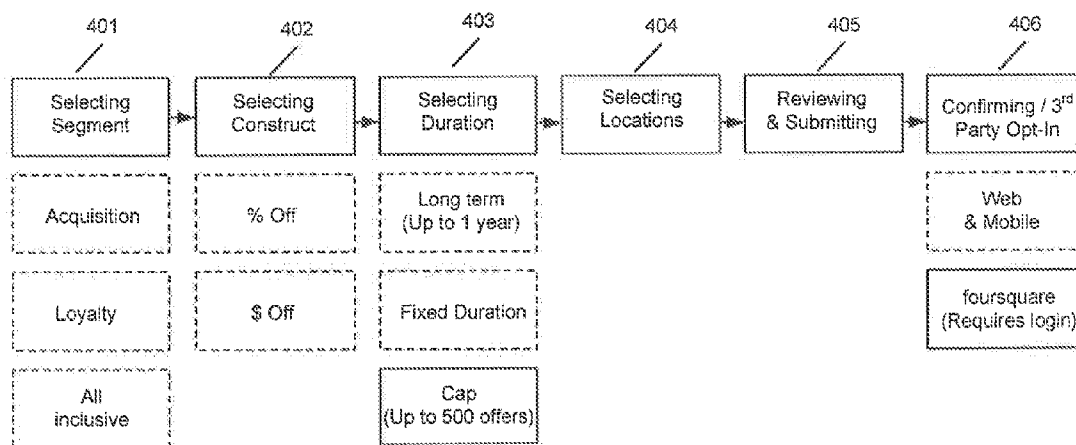 401
402
403
404
405
406
Selecting
Segment
Selecting
Construct
Selecting
Duration
Selecting
Locations
Reviewing
& Submitting
Confirming / 3rd
Party Opt-In
Acquisition
% Off
Long term
(Up to 1 year)
Web
& Mobile
Loyalty
$ Off
Fixed Duration
foursquare
(Requires login)
All
inclusive
Cap
(Up to 500 offers)